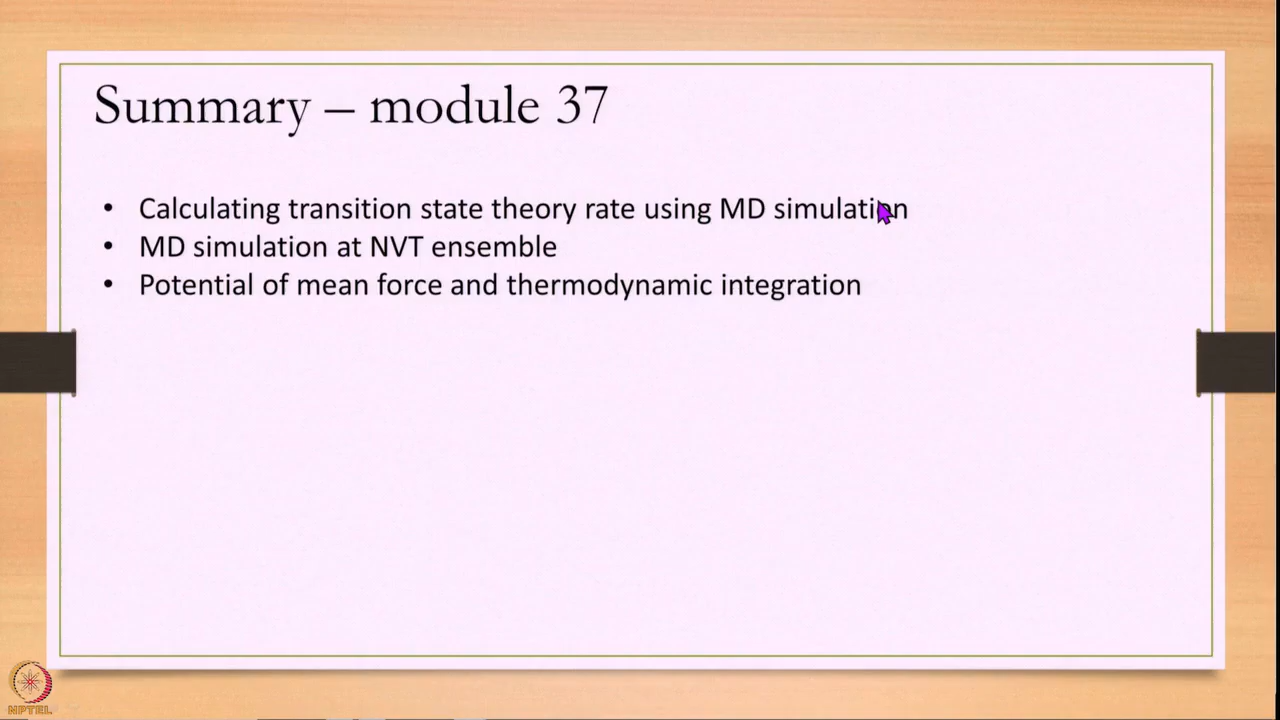 Summary – module 37
• Calculating transition state theory rate using MD simulation
• MD simulation at NVT ensemble
• Potential of mean force and thermodynamic integration
NPTEL